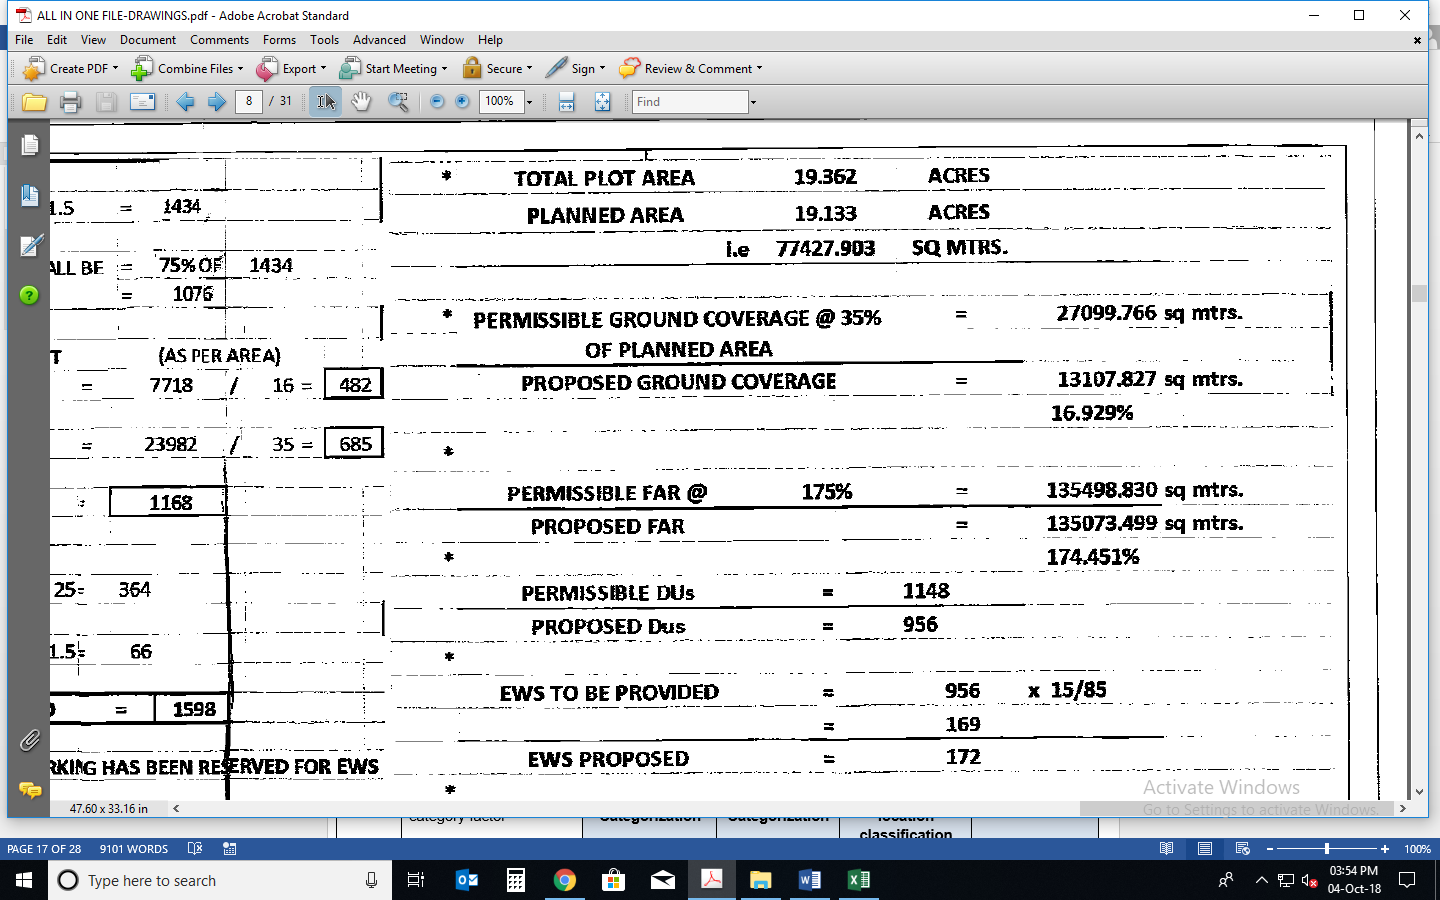 ALL IN ONE FILE-DRAWINGS.pdf - Adobe Acrobat Standard
File Edit View Document Comments Forms Tools Advanced Window Help
Create PDF Combine Files Export Start Meeting Secure Sign Review & Comment
8 / 31 100% Find
1.5 = 1434
ALL BE = 75% OF 1434
= 1076
T (AS PER AREA)
= 7718 / 16 = 482
= 23982 / 35 = 685
1168
25= 364
1.5= 66
= 1598
RKING HAS BEEN RESERVED FOR EWS
* TOTAL PLOT AREA 19.362 ACRES
PLANNED AREA 19.133 ACRES
i.e 77427.903 SQ MTRS.
* PERMISSIBLE GROUND COVERAGE @ 35% = 27099.766 sq mtrs.
OF PLANNED AREA
PROPOSED GROUND COVERAGE = 13107.827 sq mtrs.
16.929%
*
PERMISSIBLE FAR @ 175% = 135498.830 sq mtrs.
PROPOSED FAR = 135073.499 sq mtrs.
* 174.451%
PERMISSIBLE DUs = 1148
PROPOSED Dus = 956
*
EWS TO BE PROVIDED = 956 x 15/85
= 169
EWS PROPOSED = 172
*
Activate Windows
Go to Settings to activate Windows.
47.60 x 33.16 in
category factor Categorization Categorization location
classification
PAGE 17 OF 28 9101 WORDS 100%
Type here to search
03:54 PM
04-Oct-18